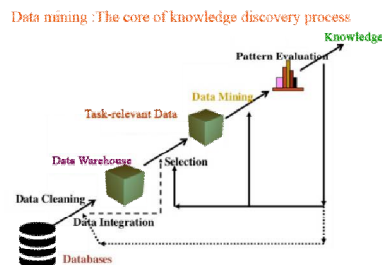 Data mining :The core of knowledge discovery process
Knowledge
Pattern Evaluation
Data Mining
Task-relevant Data
Data Warehouse
Selection
Data Cleaning
Data Integration
Databases